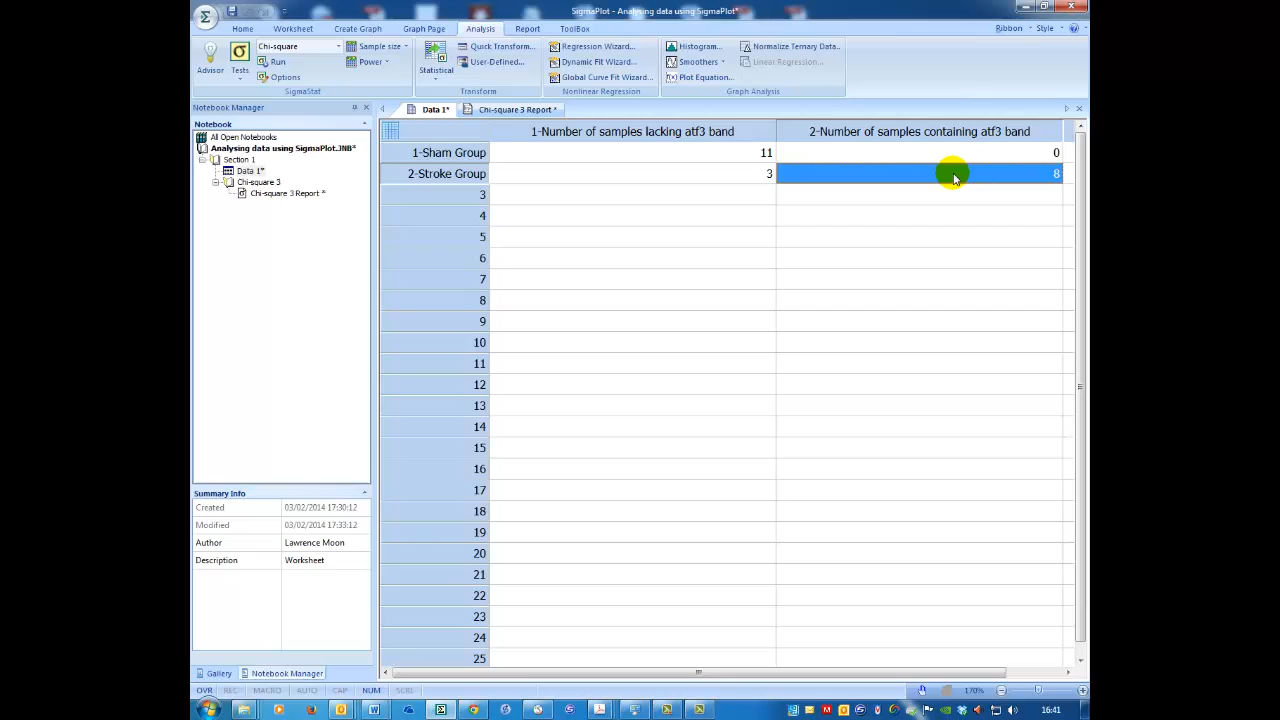 SigmaPlot - Analysing data using SigmaPlot*
Home Worksheet Create Graph Graph Page Analysis Report ToolBox Ribbon Style
Chi-square Sample size Quick Transform... Regression Wizard... Histogram... Normalize Ternary Data..
Run Power User-Defined... Dynamic Fit Wizard... Smoothers Linear Regression...
Advisor Tests Options Statistical Global Curve Fit Wizard... Plot Equation...
SigmaStat Transform Nonlinear Regression Graph Analysis
Notebook Manager Data 1* Chi-square 3 Report *
Notebook
All Open Notebooks
Analysing data using SigmaPlot.JNB*
Section 1
Data 1*
Chi-square 3
Chi-square 3 Report *
1-Number of samples lacking atf3 band 2-Number of samples containing atf3 band
1-Sham Group 11 0
2-Stroke Group 3 8
3
4
5
6
7
8
9
10
11
12
13
14
15
16
17
18
19
20
21
22
23
24
25
Summary Info
Created 03/02/2014 17:30:12
Modified 03/02/2014 17:33:12
Author Lawrence Moon
Description Worksheet
Gallery Notebook Manager
OVR REC MACRO AUTO CAP NUM SCRL 170%
16:41